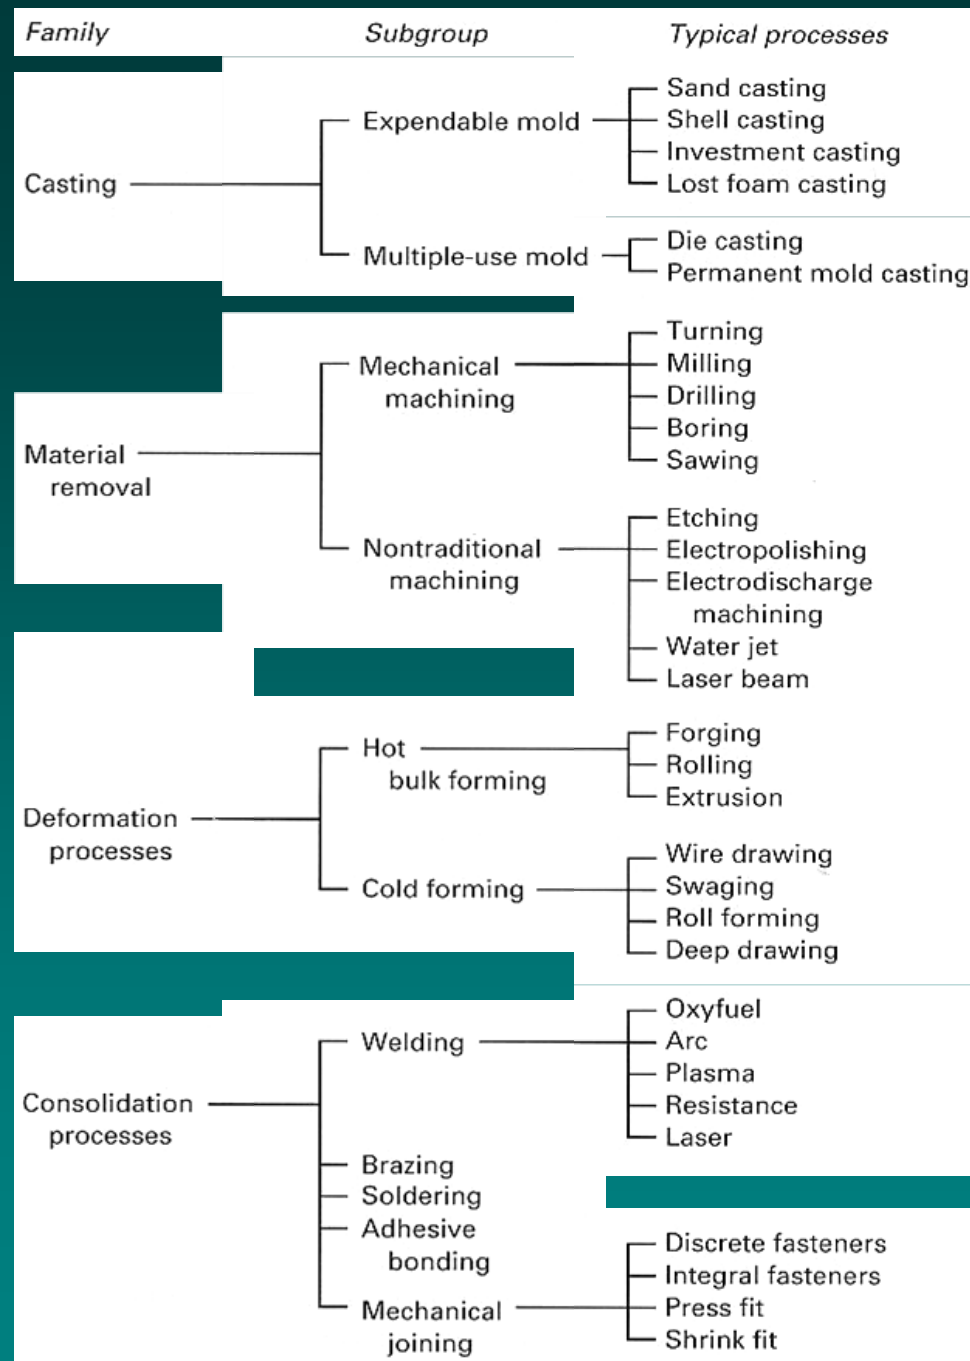 Family Subgroup Typical processes
Sand casting
Expendable mold Shell casting
Investment casting
Casting Lost foam casting
Die casting
Multiple-use mold
Permanent mold casting
Turning
Mechanical Milling
machining Drilling
Boring
Material Sawing
removal
Etching
Nontraditional Electropolishing
machining Electrodischarge
machining
Water jet
Laser beam
Forging
Hot Rolling
bulk forming Extrusion
Deformation
processes
Wire drawing
Cold forming Swaging
Roll forming
Deep drawing
Oxyfuel
Welding Arc
Plasma
Consolidation Resistance
processes Laser
Brazing
Soldering
Adhesive
bonding Discrete fasteners
Integral fasteners
Mechanical Press fit
joining Shrink fit